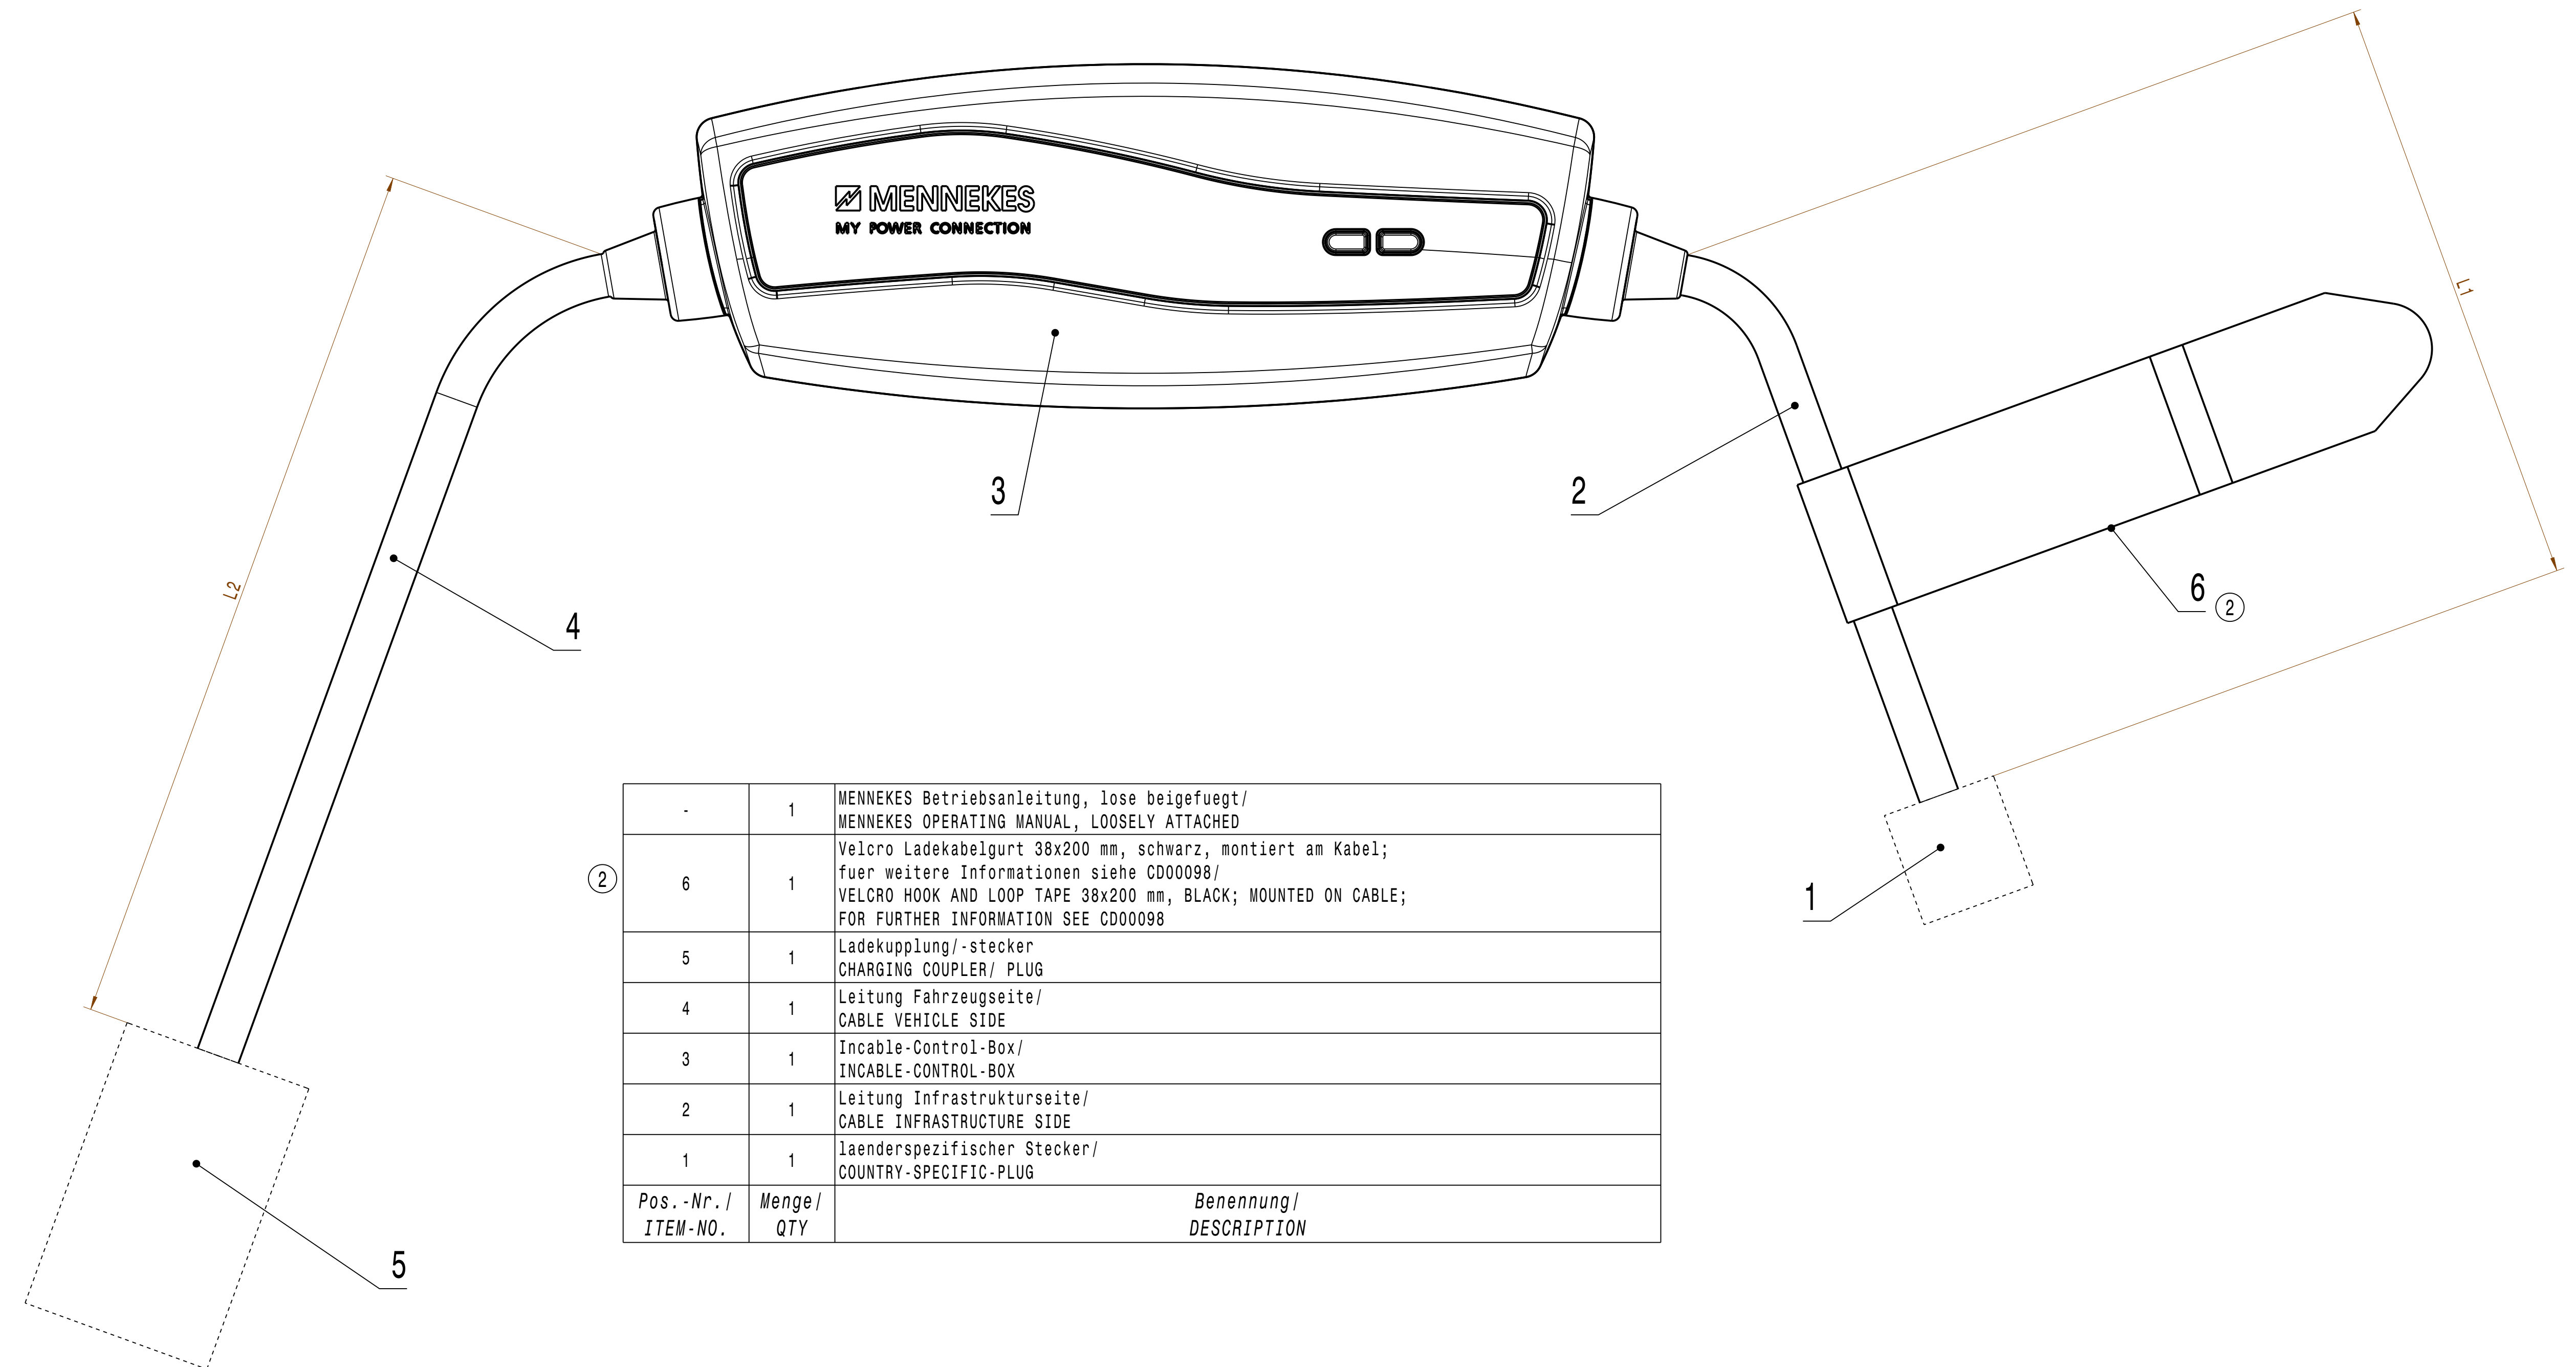 MENNEKES
MY POWER CONNECTION
L1
L2
3
2
4
6 2
1
5
- 1 MENNEKES Betriebsanleitung, lose beigefuegt/
MENNEKES OPERATING MANUAL, LOOSELY ATTACHED
2 6 1 Velcro Ladekabelgurt 38x200 mm, schwarz, montiert am Kabel;
fuer weitere Informationen siehe CD00098/
VELCRO HOOK AND LOOP TAPE 38x200 mm, BLACK; MOUNTED ON CABLE;
FOR FURTHER INFORMATION SEE CD00098
5 1 Ladekupplung/-stecker
CHARGING COUPLER/ PLUG
4 1 Leitung Fahrzeugseite/
CABLE VEHICLE SIDE
3 1 Incable-Control-Box/
INCABLE-CONTROL-BOX
2 1 Leitung Infrastrukturseite/
CABLE INFRASTRUCTURE SIDE
1 1 laenderspezifischer Stecker/
COUNTRY-SPECIFIC-PLUG
Pos.-Nr./ Menge/ Benennung/
ITEM-NO. QTY DESCRIPTION